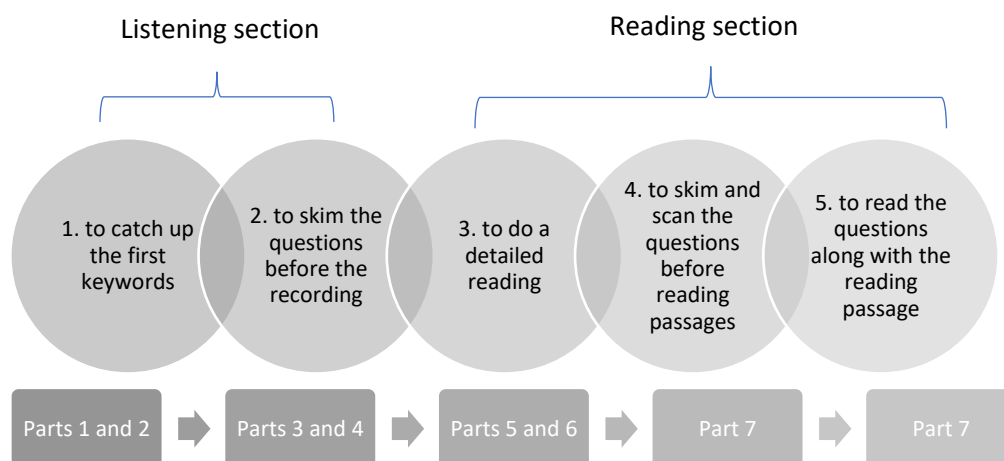 Listening section
Reading section
1. to catch up
the first
keywords
2. to skim the
questions
before the
recording
3. to do a
detailed
reading
4. to skim and
scan the
questions
before
reading
passages
5. to read the
questions
along with the
reading
passage
Parts 1 and 2
Parts 3 and 4
Parts 5 and 6
Part 7
Part 7